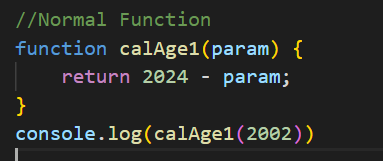 //Normal Function
function calAge1(param) {
    return 2024 - param;
}
console.log(calAge1(2002))